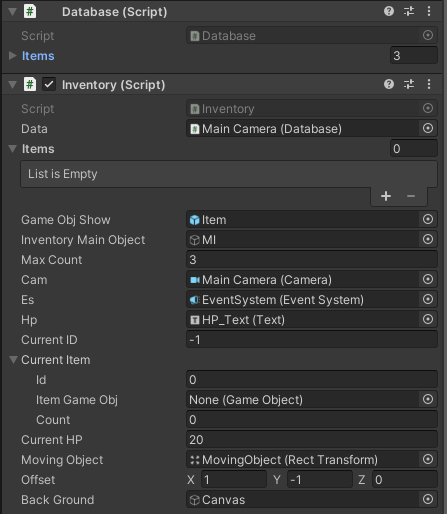 # Database (Script)
Script # Database
Items 3
# Inventory (Script)
Script # Inventory
Data # Main Camera (Database)
Items 0
List is Empty
+ −
Game Obj Show Item
Inventory Main Object MI
Max Count 3
Cam Main Camera (Camera)
Es EventSystem (Event System)
Hp T HP_Text (Text)
Current ID -1
Current Item
Id 0
Item Game Obj None (Game Object)
Count 0
Current HP 20
Moving Object MovingObject (Rect Transform)
Offset X 1 Y -1 Z 0
Back Ground Canvas